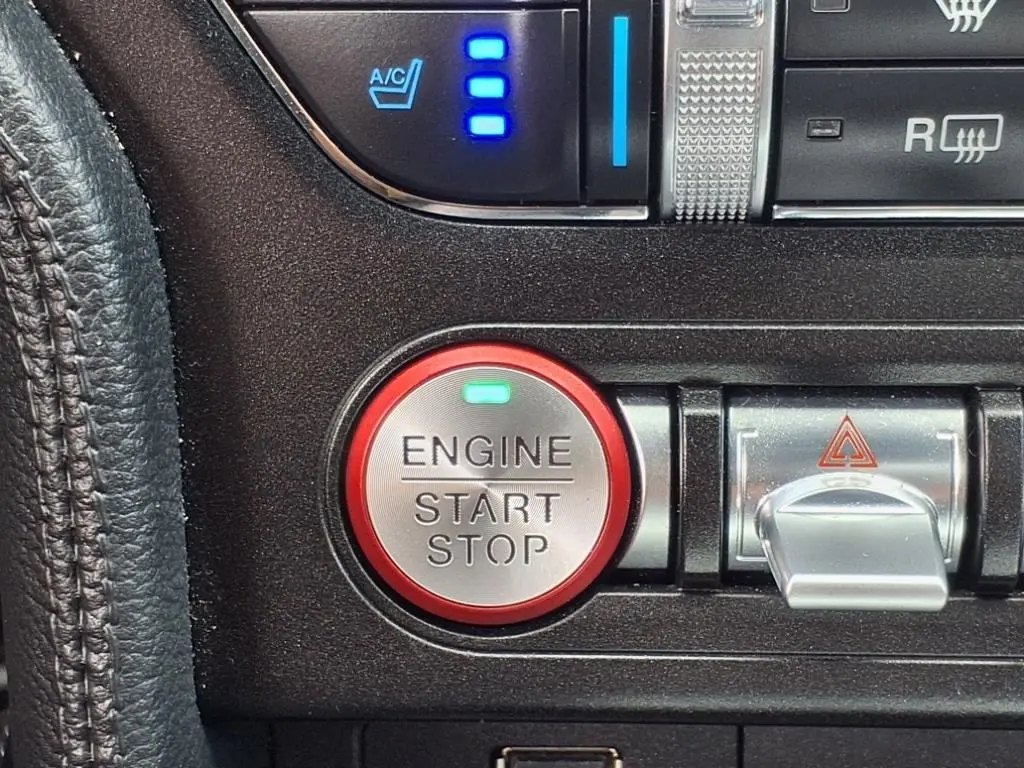 A/C
R
ENGINE
START
STOP